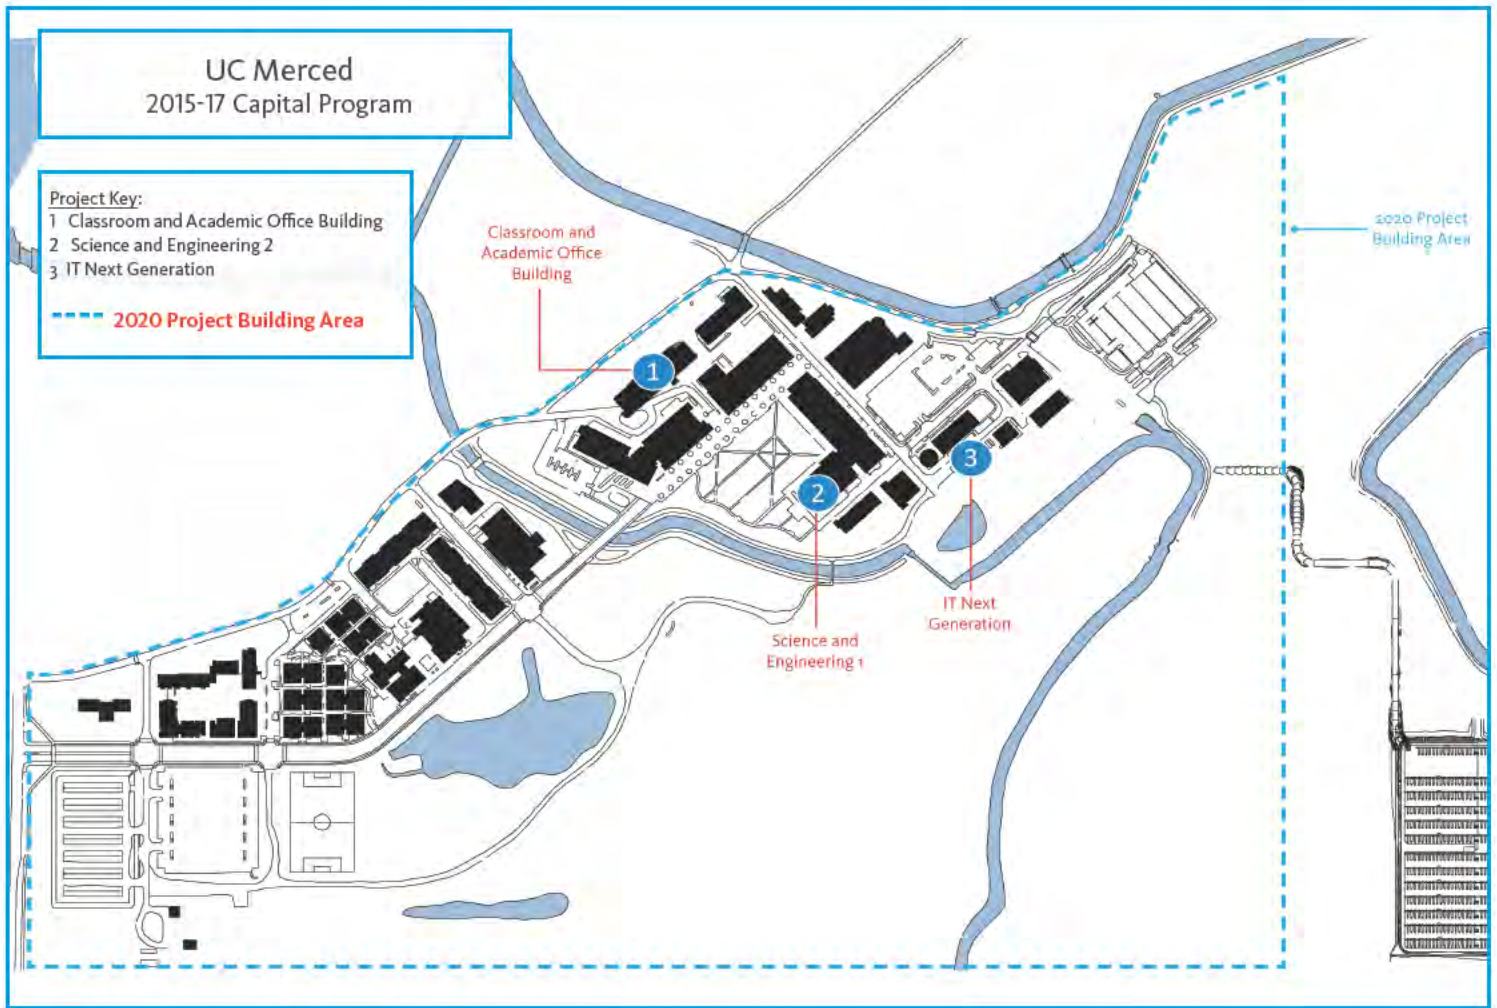 UC Merced
2015-17 Capital Program
Project Key:
1 Classroom and Academic Office Building
2 Science and Engineering 2
3 IT Next Generation
2020 Project Building Area
Classroom and
Academic Office
Building
2020 Project
Building Area
1
2
3
IT Next
Generation
Science and
Engineering 1